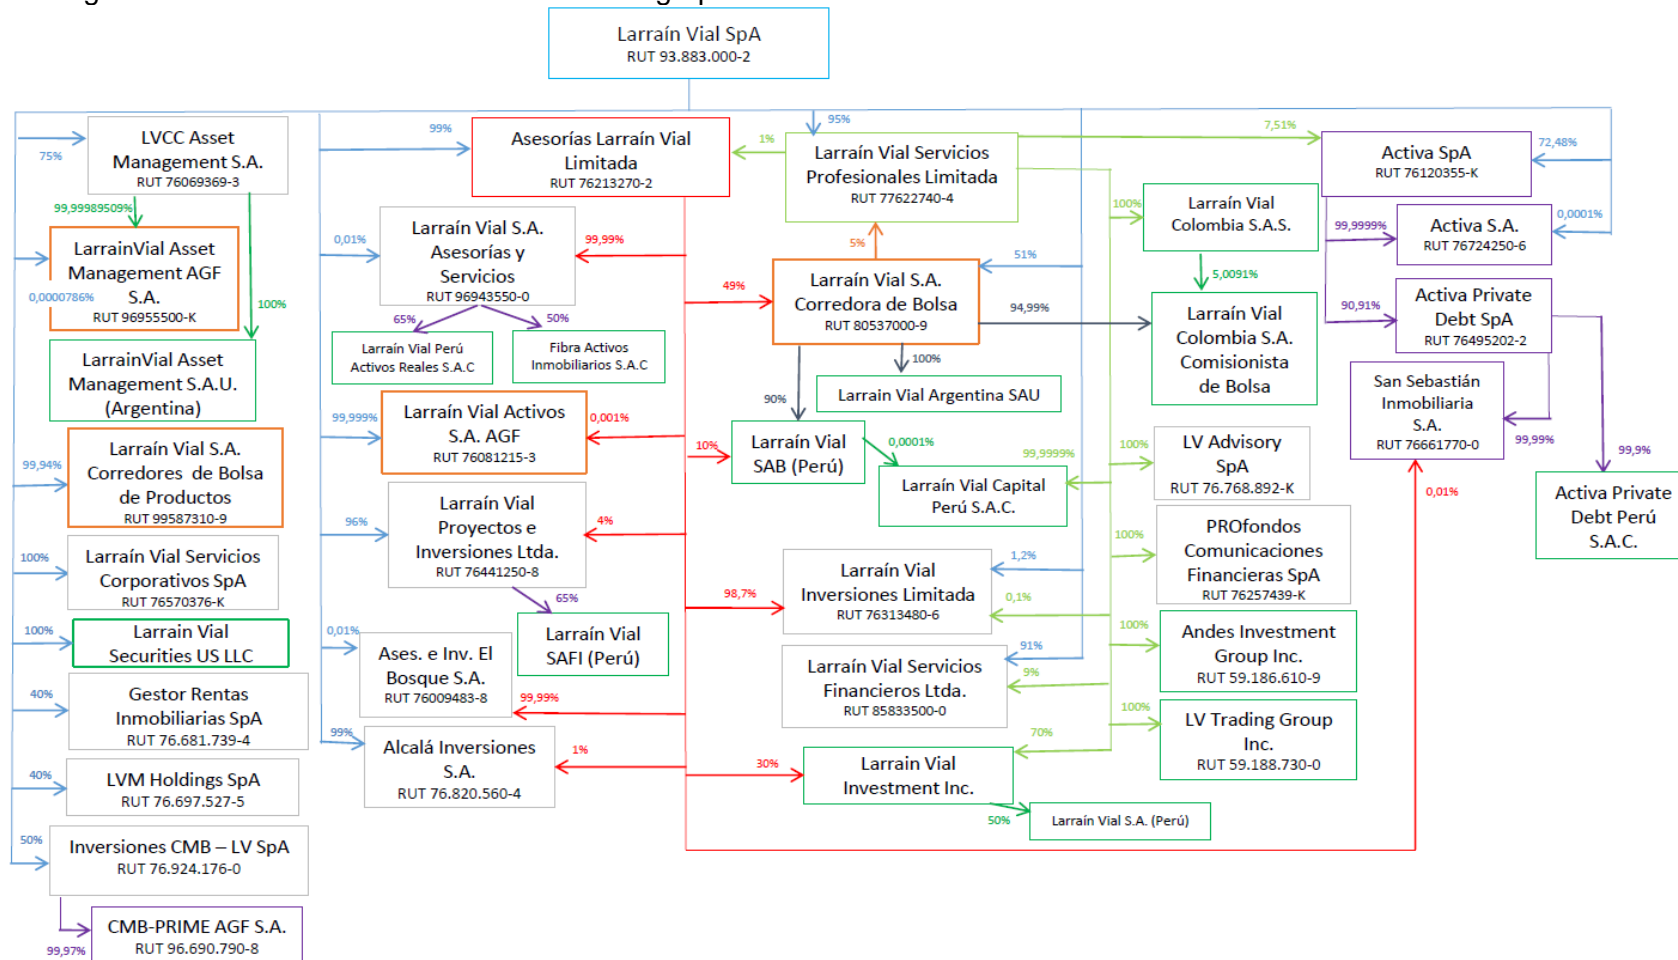 Larraín Vial SpA
RUT 93.883.000-2
LVCC Asset
Management S.A.
RUT 76069369-3
75%
99,99989509%
LarrainVial Asset
Management AGF
S.A.
RUT 96955500-K
0,0000786%
100%
LarrainVial Asset
Management S.A.U.
(Argentina)
Larraín Vial S.A.
Corredores de Bolsa
de Productos
RUT 99587310-9
99,94%
Larraín Vial Servicios
Corporativos SpA
RUT 76570376-K
100%
Larrain Vial
Securities US LLC
100%
Gestor Rentas
Inmobiliarias SpA
RUT 76.681.739-4
40%
LVM Holdings SpA
RUT 76.697.527-5
40%
Inversiones CMB – LV SpA
RUT 76.924.176-0
50%
CMB-PRIME AGF S.A.
RUT 96.690.790-8
99,97%
99%
Asesorías Larraín Vial
Limitada
RUT 76213270-2
1%
Larraín Vial S.A.
Asesorías y
Servicios
RUT 96943550-0
0,01%
99,99%
65%
50%
Larraín Vial Perú
Activos Reales S.A.C
Fibra Activos
Inmobiliarios S.A.C
Larraín Vial Activos
S.A. AGF
RUT 76081215-3
99,999%
0,001%
Larraín Vial
Proyectos e
Inversiones Ltda.
RUT 76441250-8
96%
4%
65%
Larraín Vial
SAFI (Perú)
0,01%
Ases. e Inv. El
Bosque S.A.
RUT 76009483-8
99,99%
99%
Alcalá Inversiones
S.A.
RUT 76.820.560-4
1%
95%
Larraín Vial Servicios
Profesionales Limitada
RUT 77622740-4
5%
Larraín Vial S.A.
Corredora de Bolsa
RUT 80537000-9
49%
51%
94,99%
100%
Larrain Vial Argentina SAU
90%
10%
Larraín Vial
SAB (Perú)
0,0001%
99,9999%
Larraín Vial Capital
Perú S.A.C.
Larraín Vial
Inversiones Limitada
RUT 76313480-6
98,7%
1,2%
0,1%
Larraín Vial Servicios
Financieros Ltda.
RUT 85833500-0
91%
9%
Larrain Vial
Investment Inc.
30%
70%
50%
Larraín Vial S.A. (Perú)
7,51%
100%
Larraín Vial
Colombia S.A.S.
5,0091%
Larraín Vial
Colombia S.A.
Comisionista
de Bolsa
100%
LV Advisory
SpA
RUT 76.768.892-K
100%
PROfondos
Comunicaciones
Financieras SpA
RUT 76257439-K
100%
Andes Investment
Group Inc.
RUT 59.186.610-9
100%
LV Trading Group
Inc.
RUT 59.188.730-0
Activa SpA
RUT 76120355-K
72,48%
99,9999%
Activa S.A.
RUT 76724250-6
0,0001%
90,91%
Activa Private
Debt SpA
RUT 76495202-2
San Sebastián
Inmobiliaria
S.A.
RUT 76661770-0
99,99%
0,01%
99,9%
Activa Private
Debt Perú
S.A.C.